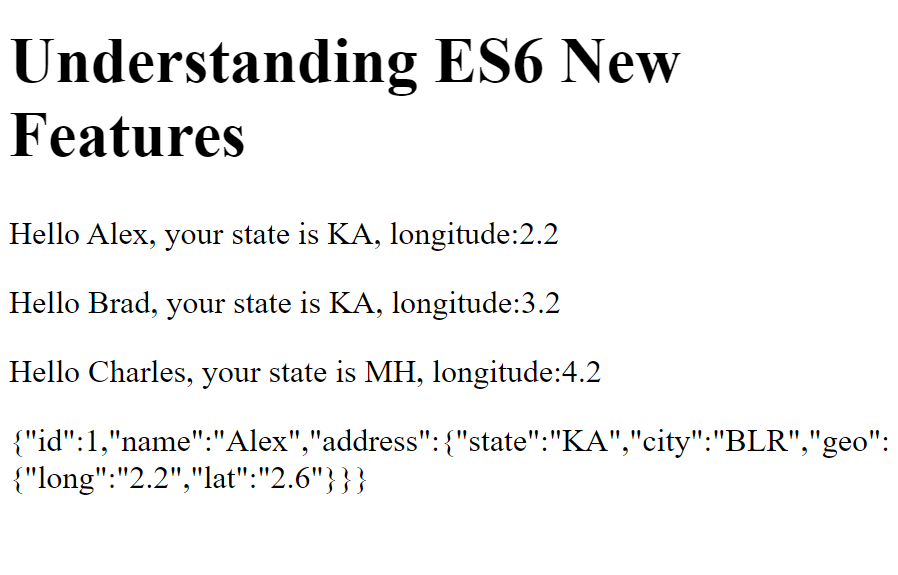 Understanding ES6 New
Features
Hello Alex, your state is KA, longitude:2.2
Hello Brad, your state is KA, longitude:3.2
Hello Charles, your state is MH, longitude:4.2
{"id":1,"name":"Alex","address":{"state":"KA","city":"BLR","geo":
{"long":"2.2","lat":"2.6"}}}